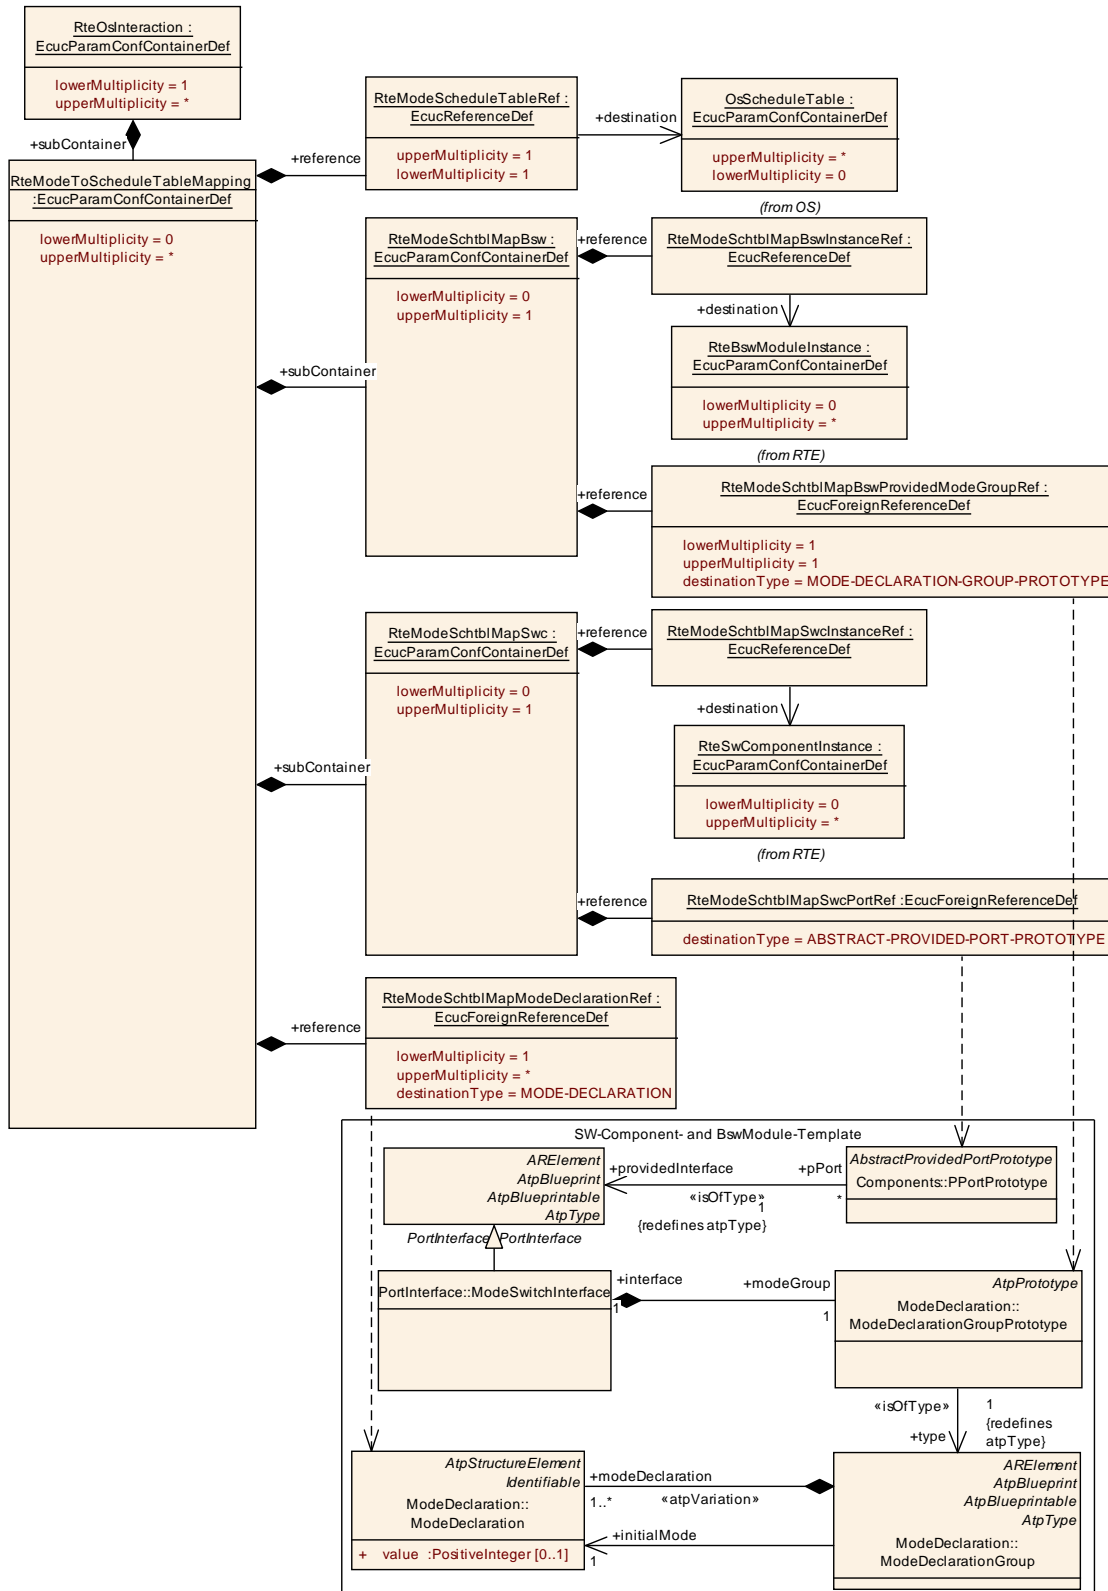 RteOsInteraction :
EcucParamConfContainerDef
lowerMultiplicity = 1
upperMultiplicity = *
+subContainer
RteModeToScheduleTableMapping
:EcucParamConfContainerDef
lowerMultiplicity = 0
upperMultiplicity = *
+reference
RteModeScheduleTableRef :
EcucReferenceDef
upperMultiplicity = 1
lowerMultiplicity = 1
+destination
OsScheduleTable :
EcucParamConfContainerDef
upperMultiplicity = *
lowerMultiplicity = 0
(from OS)
+subContainer
RteModeSchtblMapBsw :
EcucParamConfContainerDef
lowerMultiplicity = 0
upperMultiplicity = 1
+reference
RteModeSchtblMapBswInstanceRef :
EcucReferenceDef
+destination
RteBswModuleInstance :
EcucParamConfContainerDef
lowerMultiplicity = 0
upperMultiplicity = *
(from RTE)
+reference
RteModeSchtblMapBswProvidedModeGroupRef :
EcucForeignReferenceDef
lowerMultiplicity = 1
upperMultiplicity = 1
destinationType = MODE-DECLARATION-GROUP-PROTOTYPE
+subContainer
RteModeSchtblMapSwc :
EcucParamConfContainerDef
lowerMultiplicity = 0
upperMultiplicity = 1
+reference
RteModeSchtblMapSwcInstanceRef :
EcucReferenceDef
+destination
RteSwComponentInstance :
EcucParamConfContainerDef
lowerMultiplicity = 0
upperMultiplicity = *
(from RTE)
+reference
RteModeSchtblMapSwcPortRef :EcucForeignReferenceDef
destinationType = ABSTRACT-PROVIDED-PORT-PROTOTYPE
+reference
RteModeSchtblMapModeDeclarationRef :
EcucForeignReferenceDef
lowerMultiplicity = 1
upperMultiplicity = *
destinationType = MODE-DECLARATION
SW-Component- and BswModule-Template
ARElement
AtpBlueprint
AtpBlueprintable
AtpType
PortInterface::PortInterface
+providedInterface
+pPort
«isOfType»
1
*
{redefines atpType}
AbstractProvidedPortPrototype
Components::PPortPrototype
PortInterface::ModeSwitchInterface
+interface
+modeGroup
1
1
AtpPrototype
ModeDeclaration::
ModeDeclarationGroupPrototype
«isOfType»
1
{redefines
atpType}
+type
AtpStructureElement
Identifiable
ModeDeclaration::
ModeDeclaration
+ value :PositiveInteger [0..1]
+modeDeclaration
1..*
«atpVariation»
+initialMode
1
ARElement
AtpBlueprint
AtpBlueprintable
AtpType
ModeDeclaration::
ModeDeclarationGroup